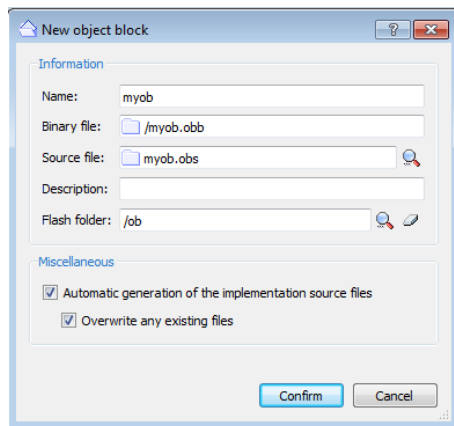 New object block
Information
Name: myob
Binary file: /myob.obb
Source file: myob.obs
Description:
Flash folder: /ob
Miscellaneous
Automatic generation of the implementation source files
Overwrite any existing files
Confirm Cancel